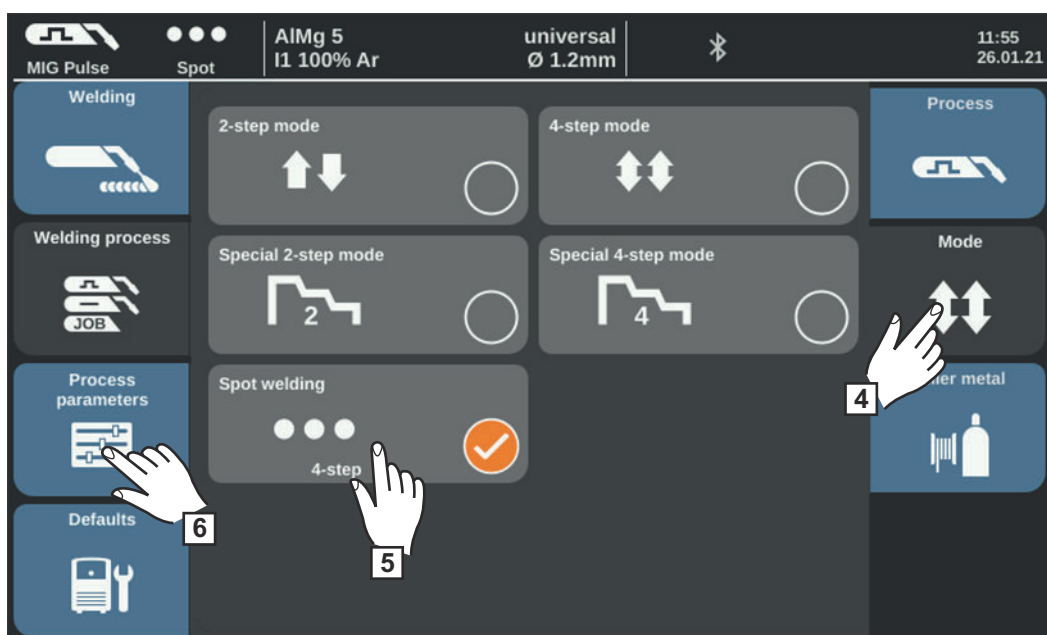 MIG Pulse
Spot
AlMg 5
I1 100% Ar
universal
Ø 1.2mm
11:55
26.01.21
Welding
Welding process
JOB
Process
parameters
Defaults
2-step mode
4-step mode
Special 2-step mode
2
Special 4-step mode
4
Spot welding
4-step
Process
Mode
metal
4
5
6